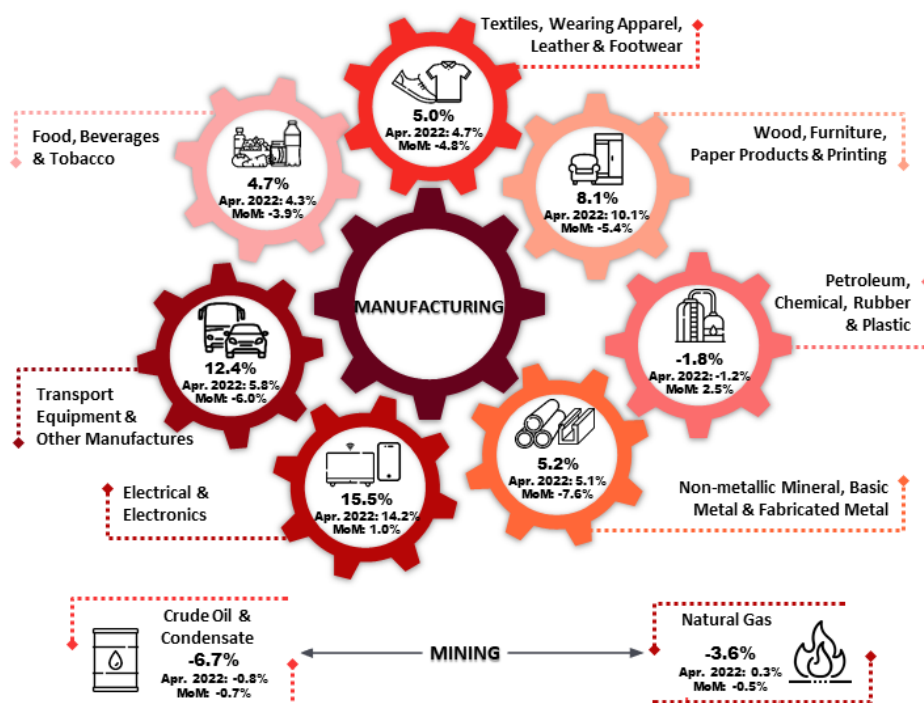 Textiles, Wearing Apparel,
Leather & Footwear
5.0%
Apr. 2022: 4.7%
MoM: -4.8%
Food, Beverages
& Tobacco
4.7%
Apr. 2022: 4.3%
MoM: -3.9%
Wood, Furniture,
Paper Products & Printing
8.1%
Apr. 2022: 10.1%
MoM: -5.4%
MANUFACTURING
Petroleum,
Chemical, Rubber
& Plastic
-1.8%
Apr. 2022: -1.2%
MoM: 2.5%
12.4%
Apr. 2022: 5.8%
MoM: -6.0%
Transport
Equipment &
Other Manufactures
Electrical &
Electronics
15.5%
Apr. 2022: 14.2%
MoM: 1.0%
5.2%
Apr. 2022: 5.1%
MoM: -7.6%
Non-metallic Mineral, Basic
Metal & Fabricated Metal
Crude Oil &
Condensate
-6.7%
Apr. 2022: -0.8%
MoM: -0.7%
MINING
Natural Gas
-3.6%
Apr. 2022: 0.3%
MoM: -0.5%